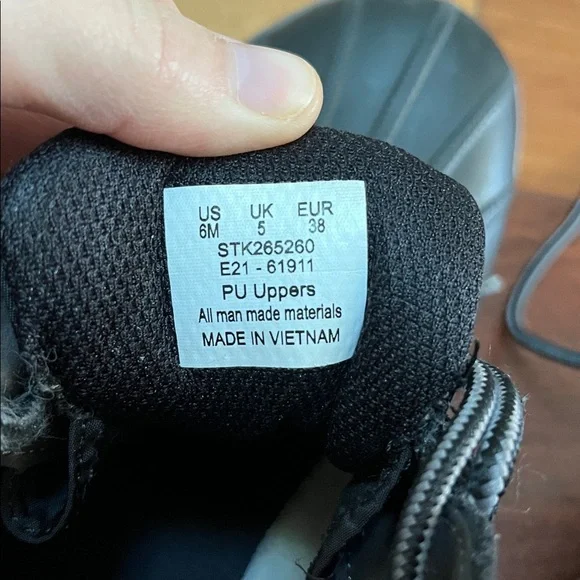 US UK EUR
6M 5 38
STK265260
E21 - 61911
PU Uppers
All man made materials
MADE IN VIETNAM